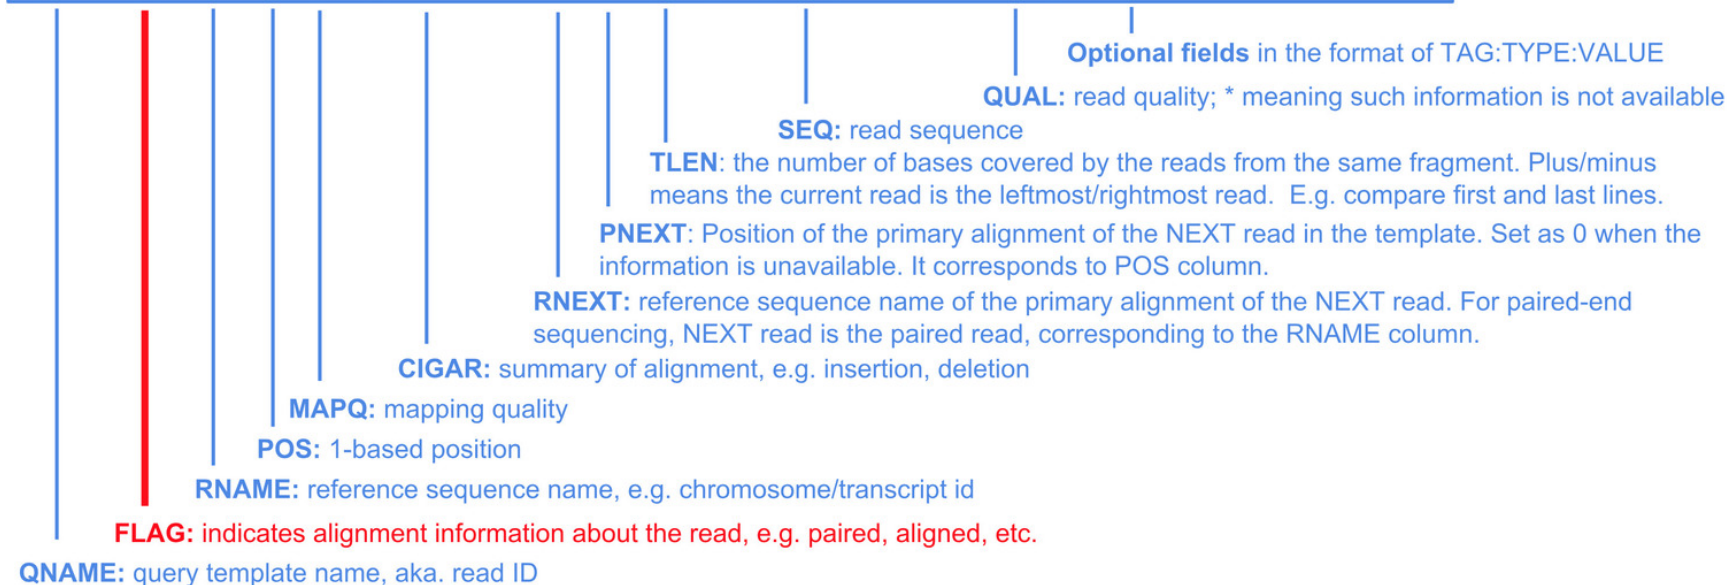 Optional fields in the format of TAG:TYPE:VALUE
QUAL: read quality; * meaning such information is not available
SEQ: read sequence
TLEN: the number of bases covered by the reads from the same fragment. Plus/minus
means the current read is the leftmost/rightmost read. E.g. compare first and last lines.
PNEXT: Position of the primary alignment of the NEXT read in the template. Set as 0 when the
information is unavailable. It corresponds to POS column.
RNEXT: reference sequence name of the primary alignment of the NEXT read. For paired-end
sequencing, NEXT read is the paired read, corresponding to the RNAME column.
CIGAR: summary of alignment, e.g. insertion, deletion
MAPQ: mapping quality
POS: 1-based position
RNAME: reference sequence name, e.g. chromosome/transcript id
FLAG: indicates alignment information about the read, e.g. paired, aligned, etc.
QNAME: query template name, aka. read ID